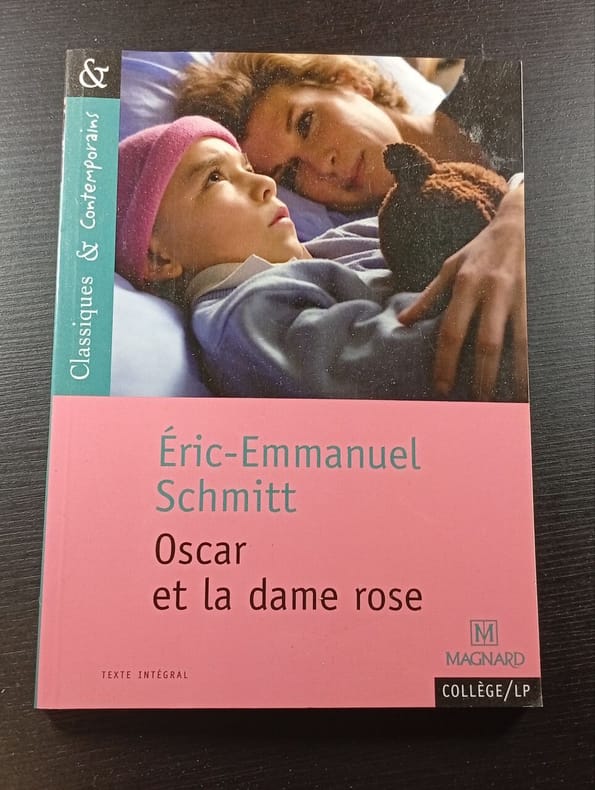 & Classiques & Contemporains
Éric-Emmanuel
Schmitt
Oscar
et la dame rose
M
MAGNARD
TEXTE INTÉGRAL
COLLÈGE/LP